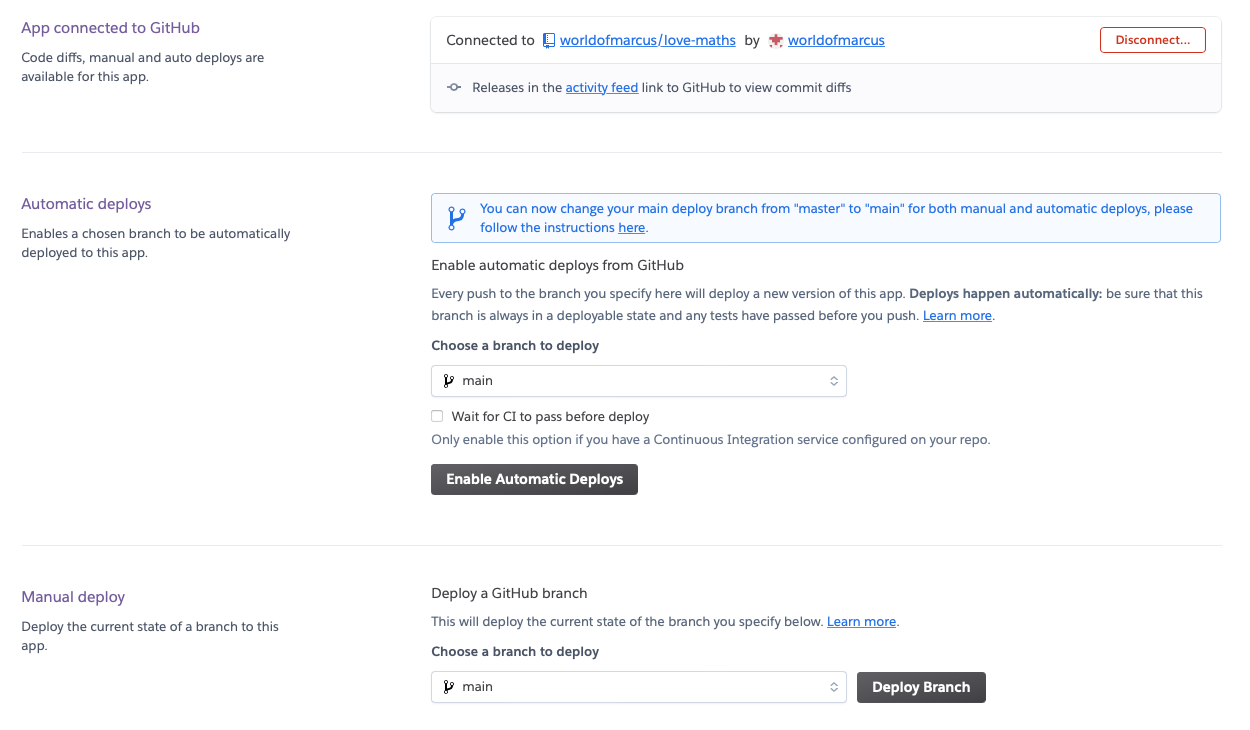 App connected to GitHub
Code diffs, manual and auto deploys are
available for this app.
Connected to worldofmarcus/love-maths by worldofmarcus
Disconnect...
Releases in the activity feed link to GitHub to view commit diffs
Automatic deploys
Enables a chosen branch to be automatically
deployed to this app.
You can now change your main deploy branch from "master" to "main" for both manual and automatic deploys, please
follow the instructions here.
Enable automatic deploys from GitHub
Every push to the branch you specify here will deploy a new version of this app. Deploys happen automatically: be sure that this
branch is always in a deployable state and any tests have passed before you push. Learn more.
Choose a branch to deploy
main
Wait for CI to pass before deploy
Only enable this option if you have a Continuous Integration service configured on your repo.
Enable Automatic Deploys
Manual deploy
Deploy the current state of a branch to this
app.
Deploy a GitHub branch
This will deploy the current state of the branch you specify below. Learn more.
Choose a branch to deploy
main
Deploy Branch